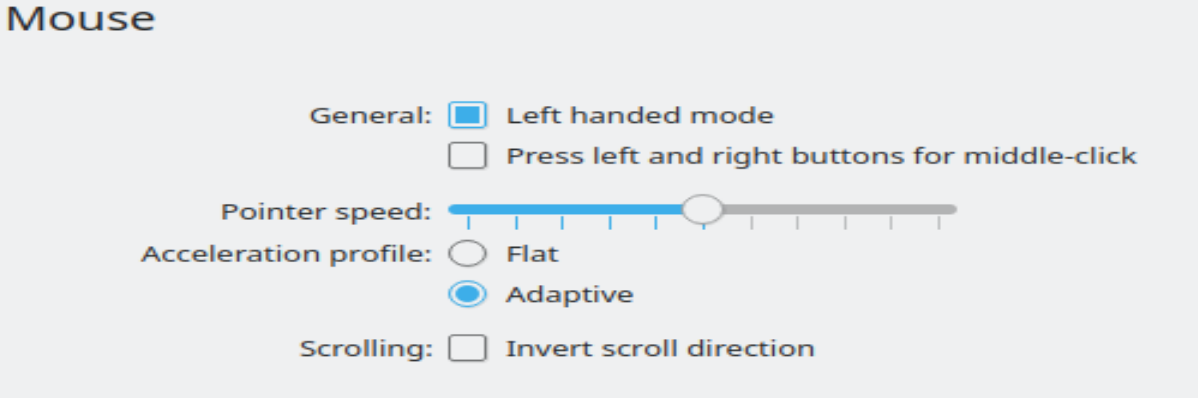 Mouse
General: Left handed mode
Press left and right buttons for middle-click
Pointer speed:
Acceleration profile: Flat
Adaptive
Scrolling: Invert scroll direction